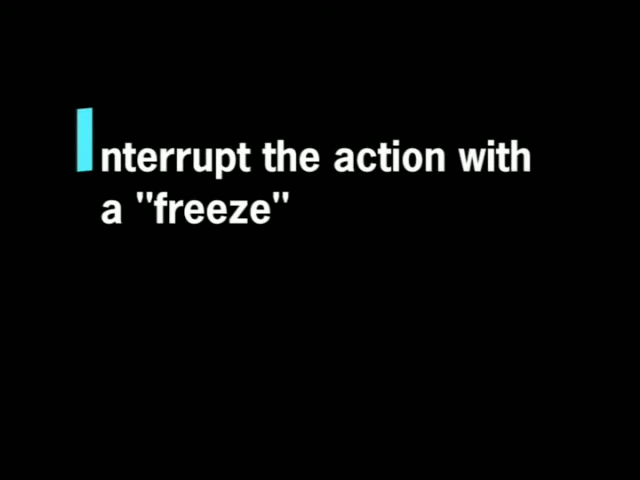 Interrupt the action with
a "freeze"